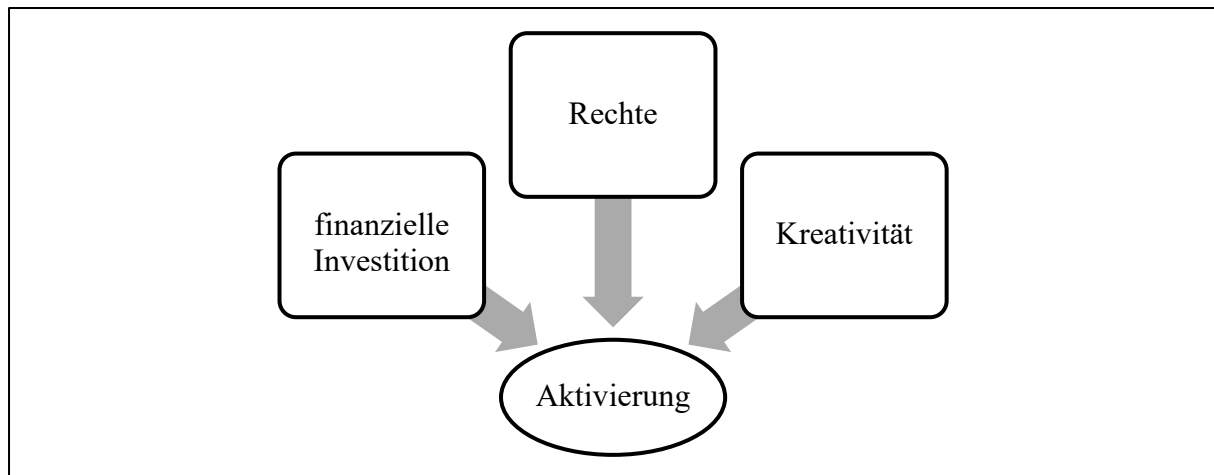 Rechte
finanzielle
Investition
Kreativität
Aktivierung